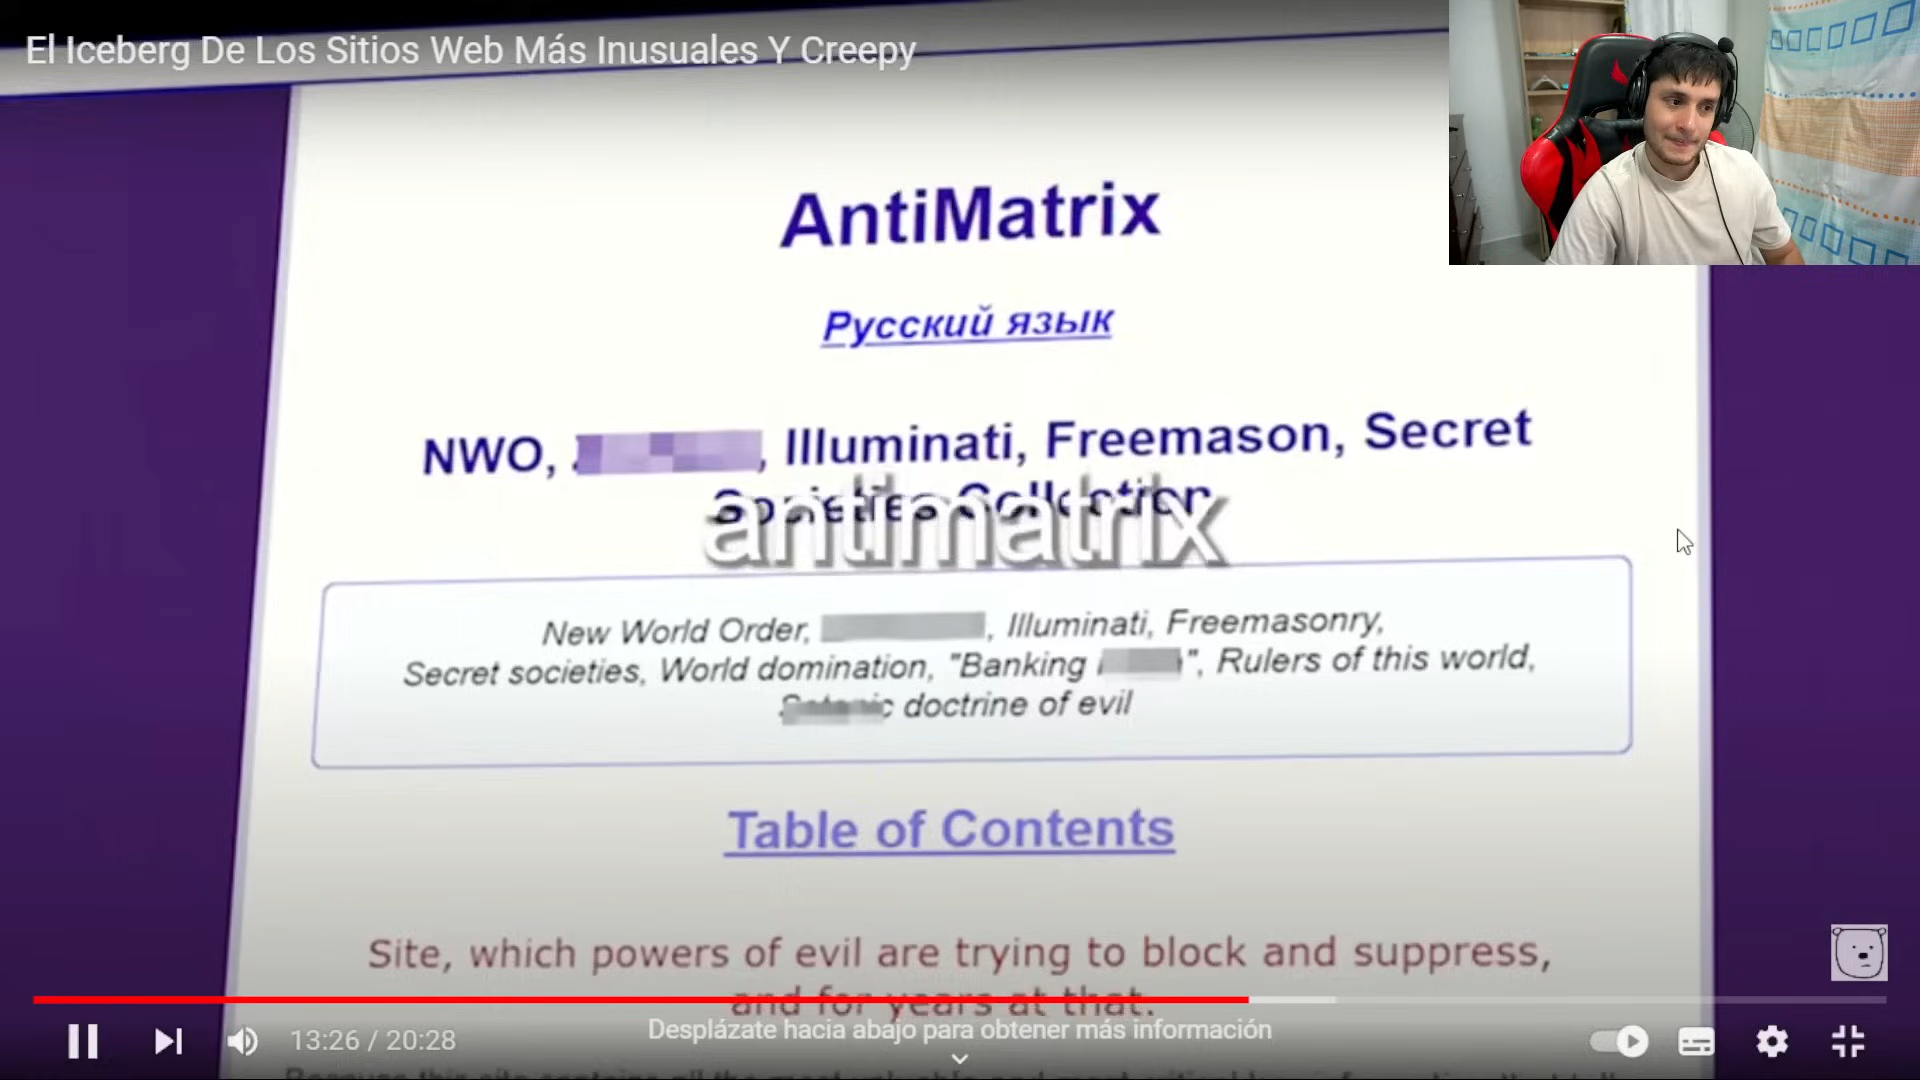 El Iceberg De Los Sitios Web Más Inusuales Y Creepy
AntiMatrix
Русский язык
NWO, , Illuminati, Freemason, Secret
Societies Collection
antimatrix
New World Order, , Illuminati, Freemasonry,
Secret societies, World domination, "Banking ", Rulers of this world,
doctrine of evil
Table of Contents
Site, which powers of evil are trying to block and suppress,
and for years at that.
Desplázate hacia abajo para obtener más información
13:26 / 20:28